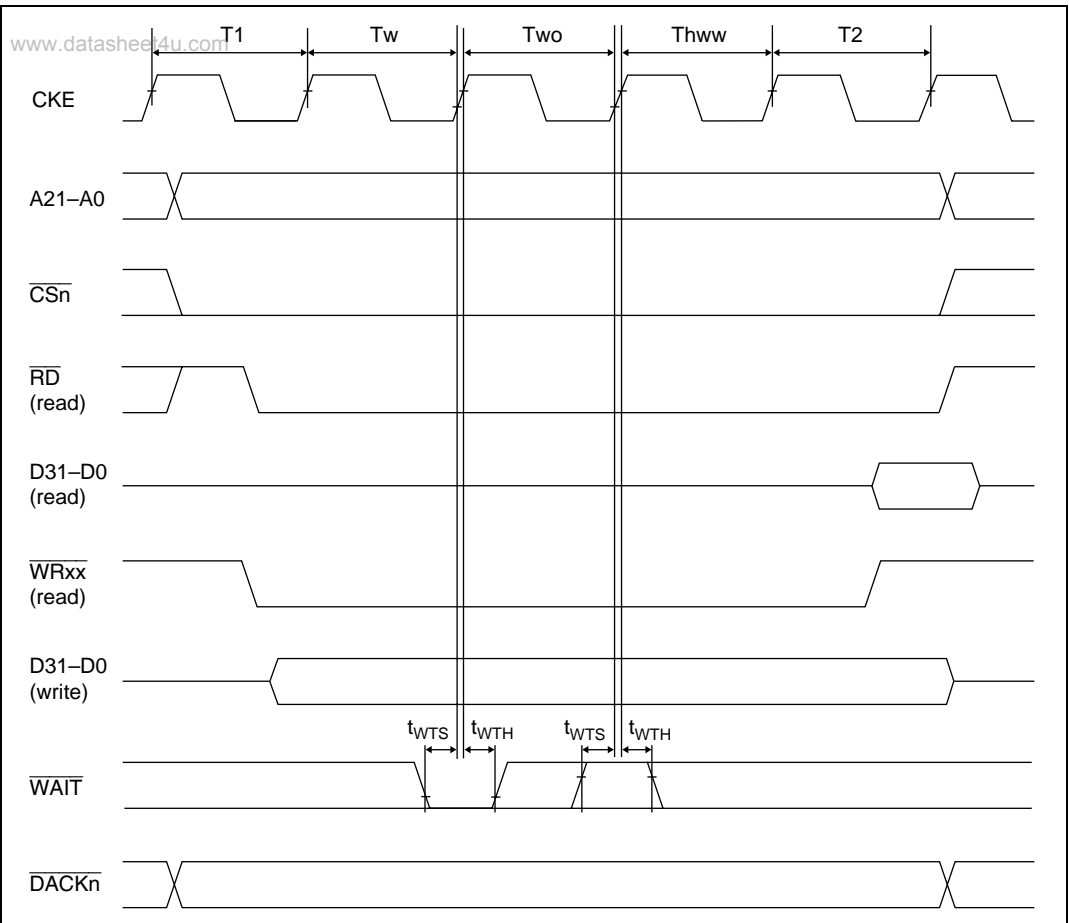 www.datasheet4u.com
T1 Tw Two Thww T2
CKE
A21–A0
CSn
RD
(read)
D31–D0
(read)
WRxx
(read)
D31–D0
(write)
tWTS tWTH tWTS tWTH
WAIT
DACKn